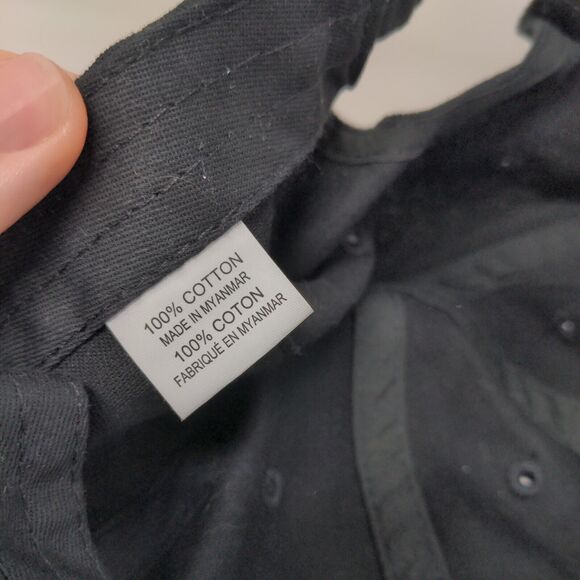 100% COTTON
MADE IN MYANMAR
100% COTON
FABRIQUÉ EN MYANMAR